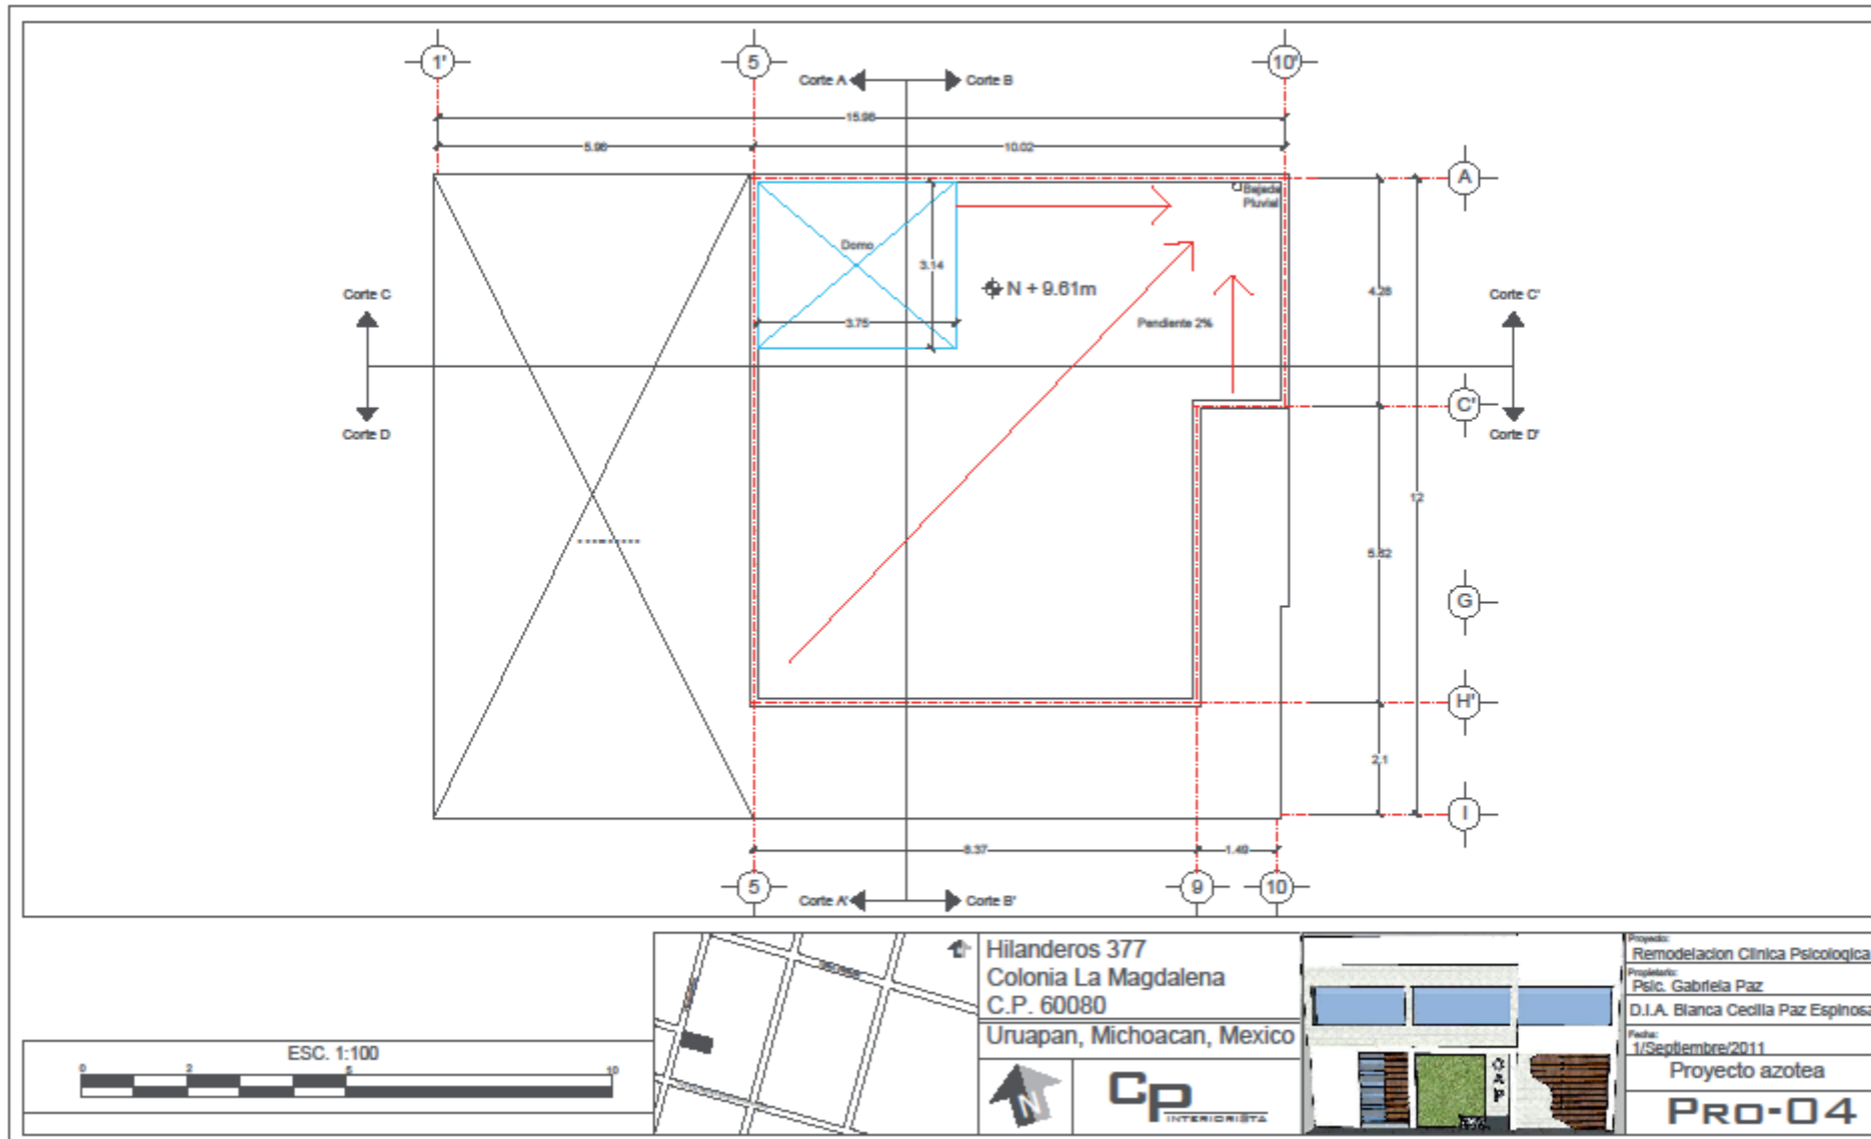 1'
5
10'
Corte A
Corte B
15.98
5.96
10.02
A
Bajada
Pluvial
Domo
3.14
N + 9.61m
4.28
Corte C
Corte C'
3.75
Pendiente 2%
C'
Corte D
Corte D'
12
5.62
G
H'
2.1
I
8.37
1.49
5
9
10
Corte A'
Corte B'
Hilanderos 377
Colonia La Magdalena
C.P. 60080
Uruapan, Michoacan, Mexico
N
CP
INTERIORISTA
ESC. 1:100
0
2
5
10
Proyecto:
Remodelacion Clinica Psicologica
Propietario:
Psic. Gabriela Paz
D.I.A. Blanca Cecilia Paz Espinosa
Fecha:
1/Septiembre/2011
Proyecto azotea
PRO-04